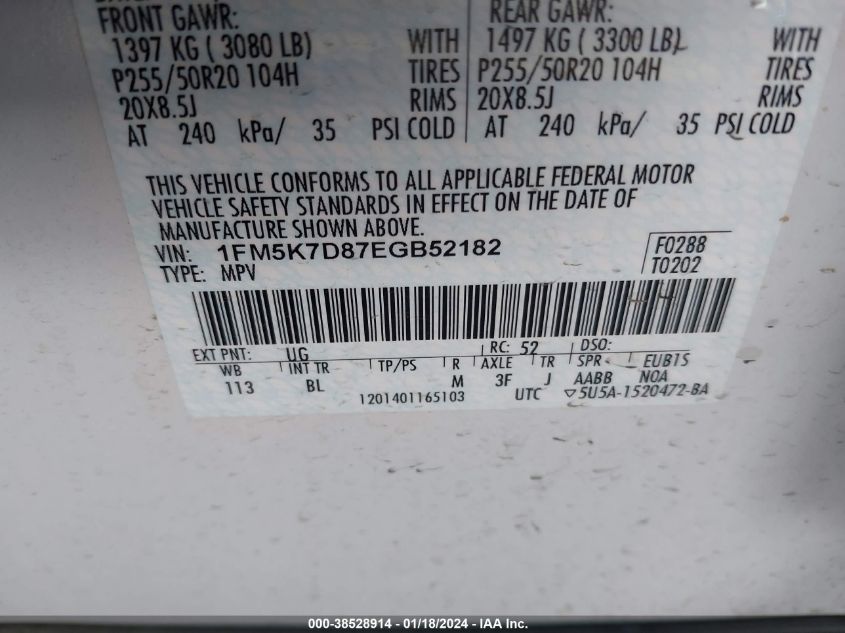 FRONT GAWR: REAR GAWR:
1397 KG ( 3080 LB) WITH 1497 KG ( 3300 LB) WITH
P255/50R20 104H TIRES P255/50R20 104H TIRES
20X8.5J RIMS 20X8.5J RIMS
AT 240 kPa/ 35 PSI COLD AT 240 kPa/ 35 PSI COLD
THIS VEHICLE CONFORMS TO ALL APPLICABLE FEDERAL MOTOR
VEHICLE SAFETY STANDARDS IN EFFECT ON THE DATE OF
MANUFACTURE SHOWN ABOVE.
VIN: 1FM5K7D87EGB52182 F0288
TYPE: MPV T0202
EXT PNT: UG RC: 52 DSO:
WB INT TR TP/PS R AXLE TR SPR EUB1S
113 BL M 3F J AABB NOA
1201401165103 UTC ▽5U5A-1520472-BA
000-38528914 - 01/18/2024 - IAA Inc.